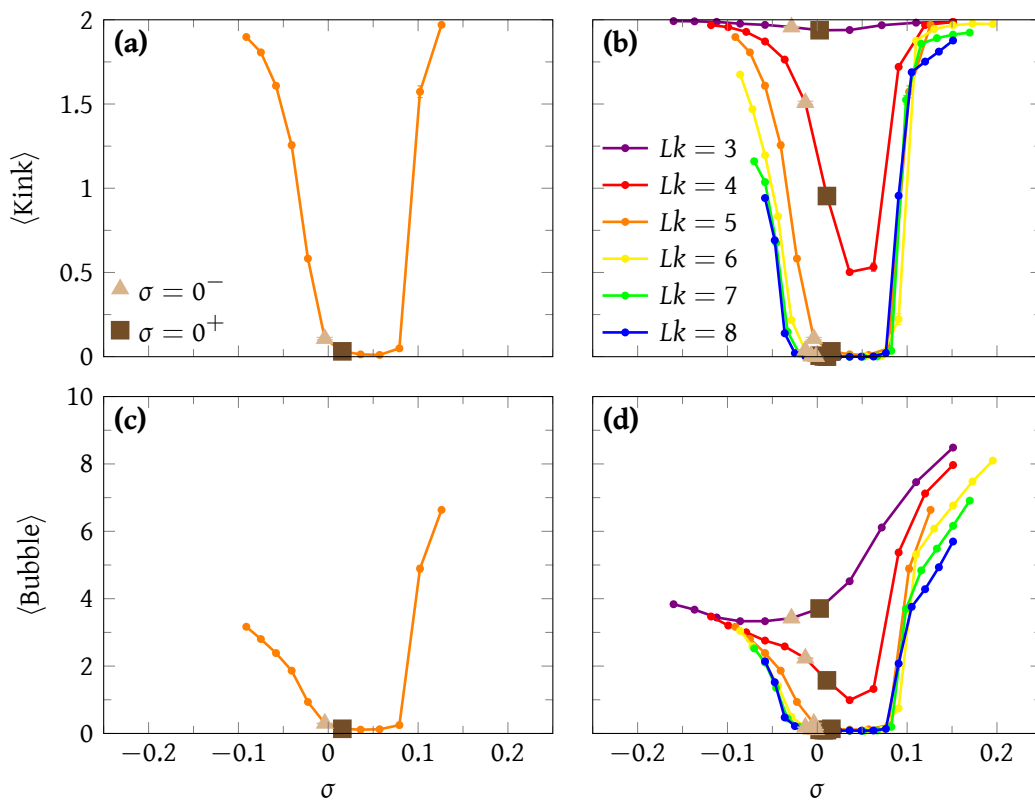 (a)
2
1.5
1
0.5
0
⟨Kink⟩
σ = 0⁻
σ = 0⁺
(b)
Lk = 3
Lk = 4
Lk = 5
Lk = 6
Lk = 7
Lk = 8
(c)
10
8
6
4
2
0
⟨Bubble⟩
−0.2
−0.1
0
0.1
0.2
σ
(d)
−0.2
−0.1
0
0.1
0.2
σ